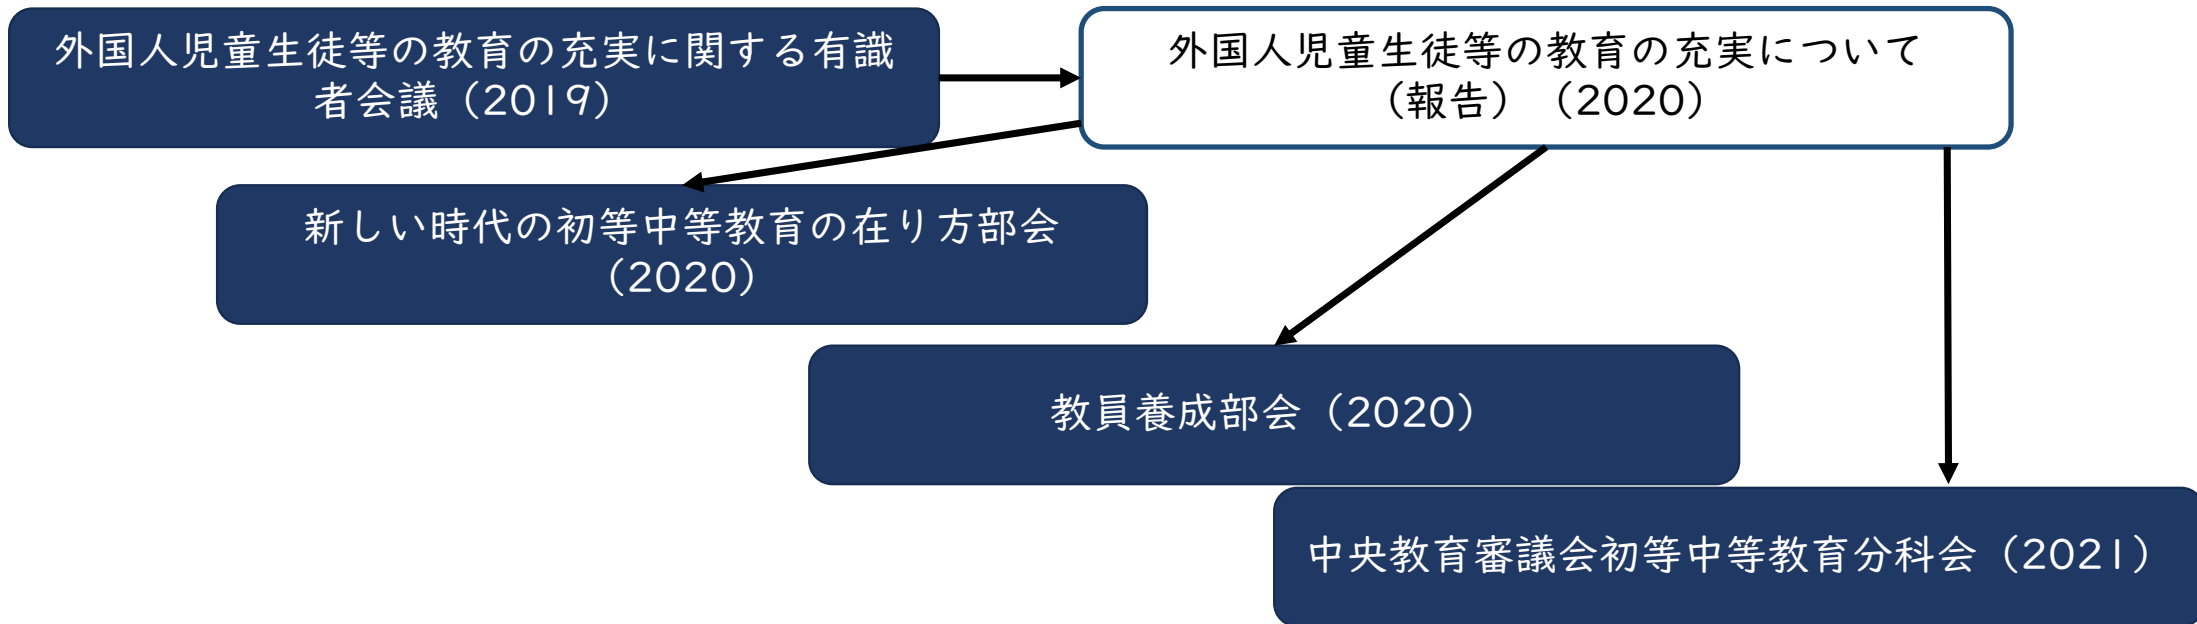 外国人児童生徒等の教育の充実に関する有識
者会議（2019）
外国人児童生徒等の教育の充実について
（報告）（2020）
新しい時代の初等中等教育の在り方部会
（2020）
教員養成部会（2020）
中央教育審議会初等中等教育分科会（2021）